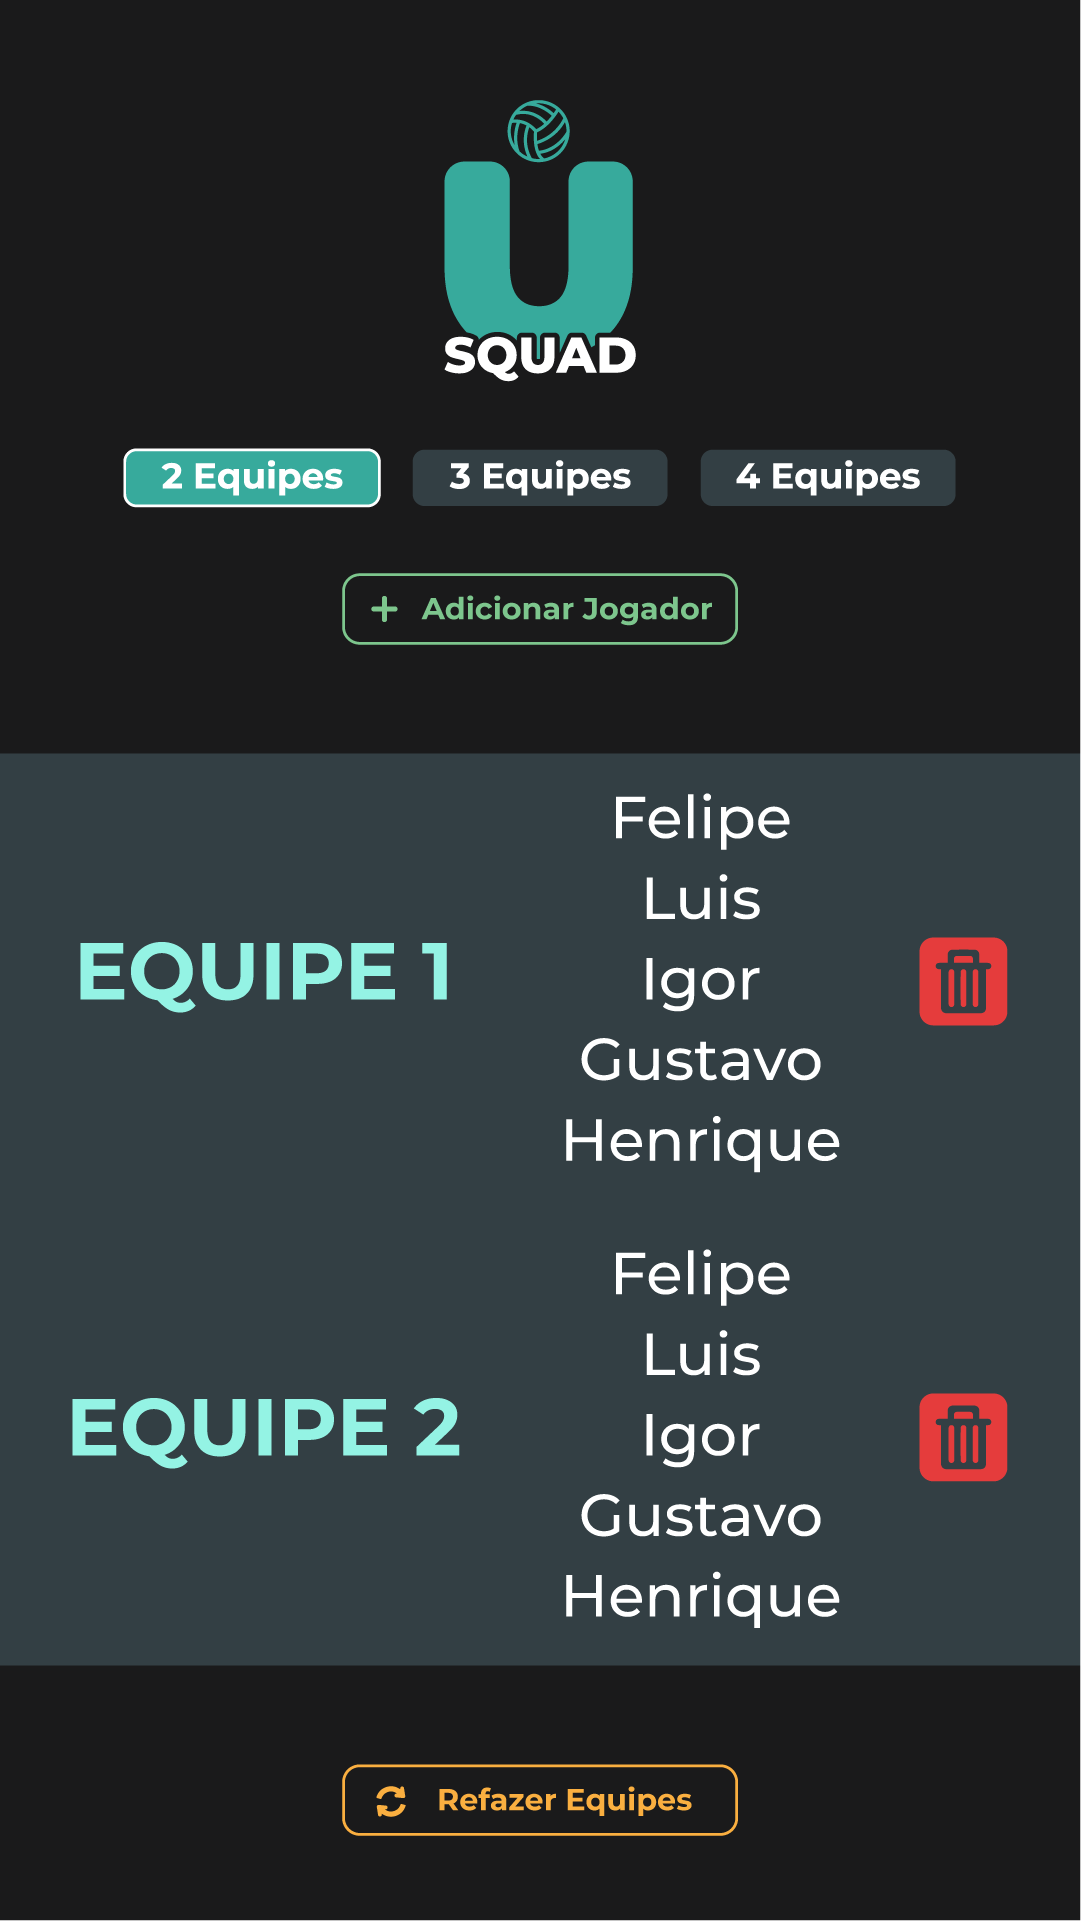 U
SQUAD
2 Equipes
3 Equipes
4 Equipes
+ Adicionar Jogador
EQUIPE 1
Felipe
Luis
Igor
Gustavo
Henrique
EQUIPE 2
Felipe
Luis
Igor
Gustavo
Henrique
Refazer Equipes